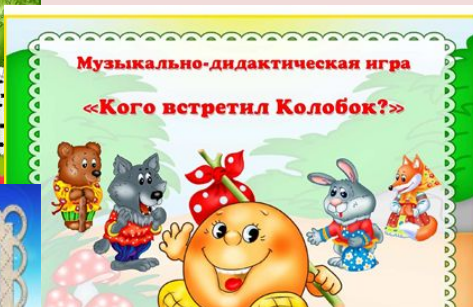 Музыкально-дидактическая игра
«Кого встретил Колобок?»